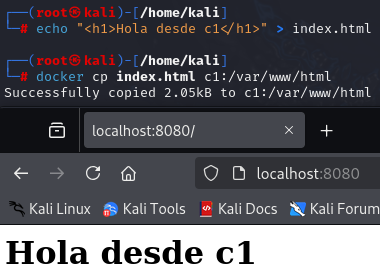 ┌──(root㉿kali)-[/home/kali]
└─# echo "<h1>Hola desde c1</h1>" > index.html
┌──(root㉿kali)-[/home/kali]
└─# docker cp index.html c1:/var/www/html
Successfully copied 2.05kB to c1:/var/www/html
localhost:8080/
localhost:8080
Kali Linux Kali Tools Kali Docs Kali Forum
Hola desde c1